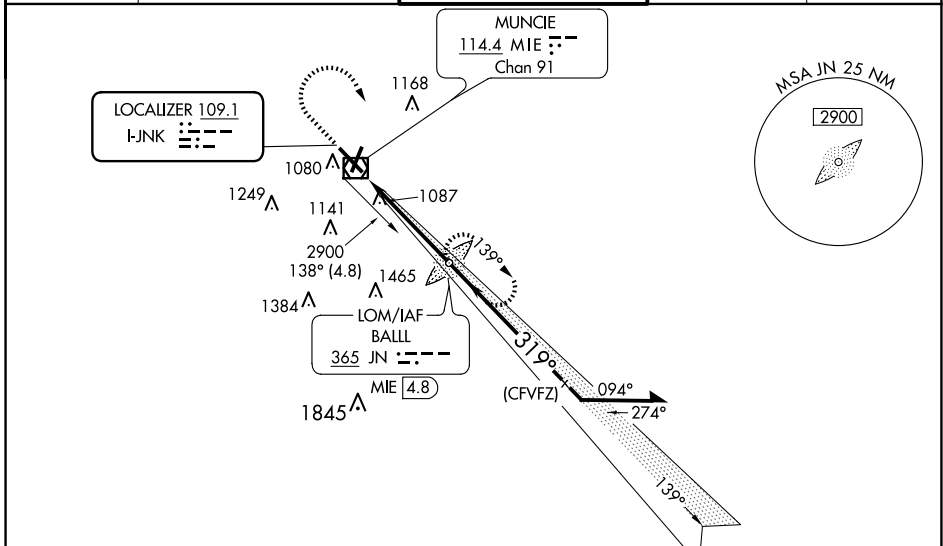 MUNCIE
114.4 MIE
Chan 91
MSA JN 25 NM
2900
LOCALIZER 109.1
I-JNK
1168
1080
1249
1087
1141
2900
138° (4.8)
139°
1465
1384
LOM/IAF
BALLL
365 JN
MIE 4.8
319°
(CFVFZ)
094°
274°
1845
139°